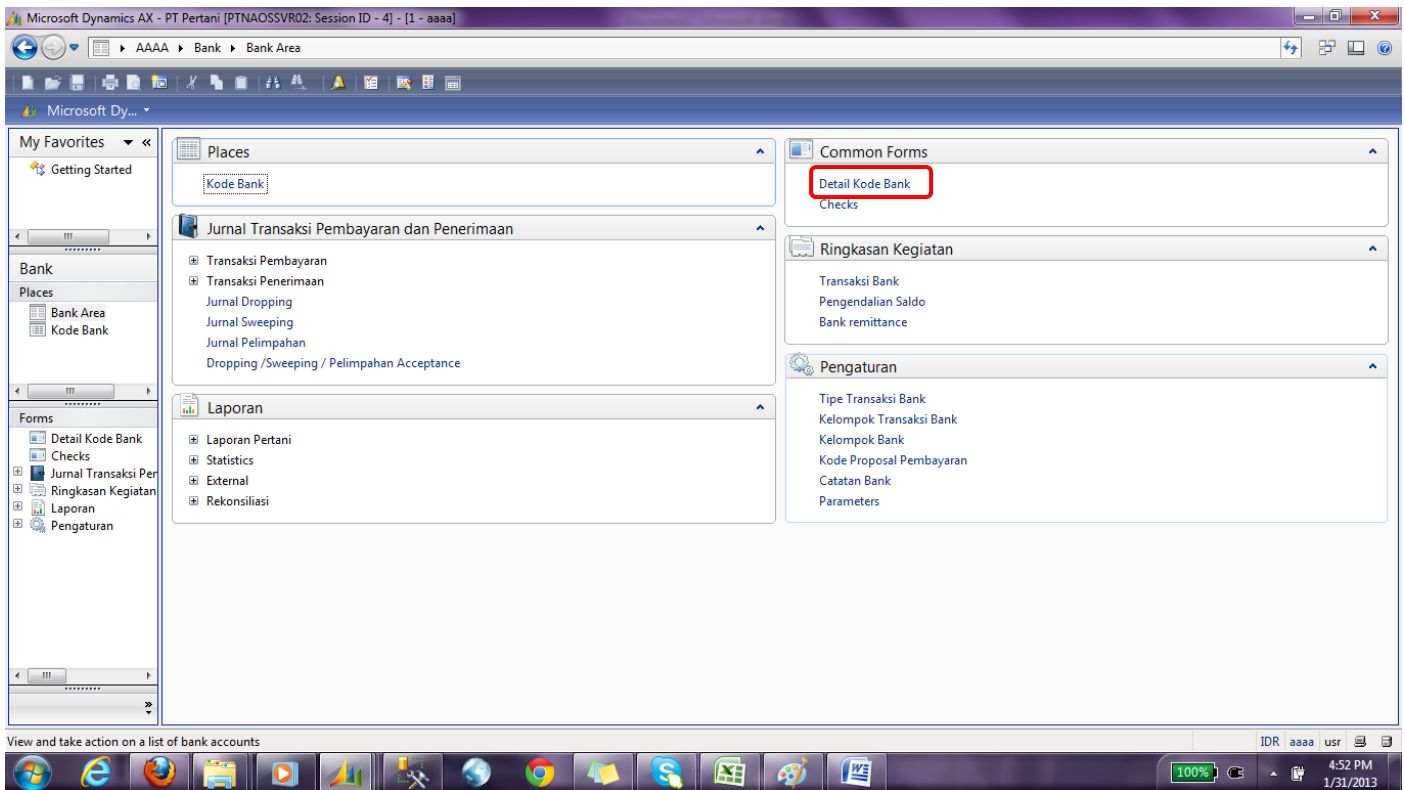 Microsoft Dynamics AX - PT Pertani [PTNAOSSVR02: Session ID - 4] - [1 - aaaa]
AAAA Bank Bank Area
Microsoft Dy...
My Favorites
Getting Started
Bank
Places
Bank Area
Kode Bank
Forms
Detail Kode Bank
Checks
Jurnal Transaksi Per
Ringkasan Kegiatan
Laporan
Pengaturan
Places
Kode Bank
Jurnal Transaksi Pembayaran dan Penerimaan
Transaksi Pembayaran
Transaksi Penerimaan
Jurnal Dropping
Jurnal Sweeping
Jurnal Pelimpahan
Dropping /Sweeping / Pelimpahan Acceptance
Laporan
Laporan Pertani
Statistics
External
Rekonsiliasi
Common Forms
Detail Kode Bank
Checks
Ringkasan Kegiatan
Transaksi Bank
Pengendalian Saldo
Bank remittance
Pengaturan
Tipe Transaksi Bank
Kelompok Transaksi Bank
Kelompok Bank
Kode Proposal Pembayaran
Catatan Bank
Parameters
View and take action on a list of bank accounts
IDR aaaa usr
100%
4:52 PM
1/31/2013